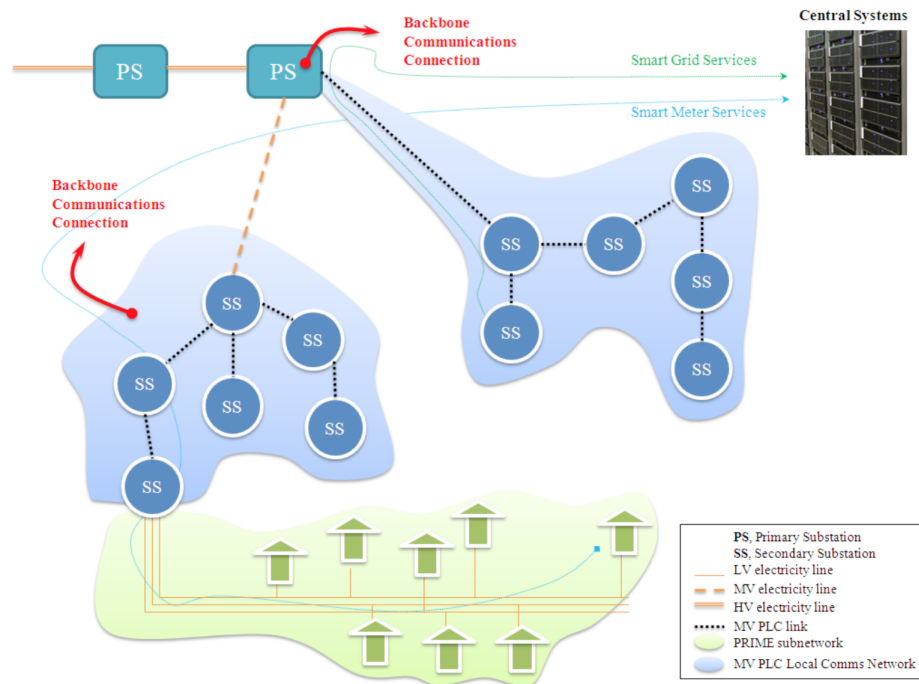 Central Systems
Backbone
Communications
Connection
PS
PS
Smart Grid Services
Smart Meter Services
Backbone
Communications
Connection
SS
SS
SS
SS
SS
SS
SS
SS
SS
SS
SS
SS
PS, Primary Substation
SS, Secondary Substation
LV electricity line
MV electricity line
HV electricity line
MV PLC link
PRIME subnetwork
MV PLC Local Comms Network